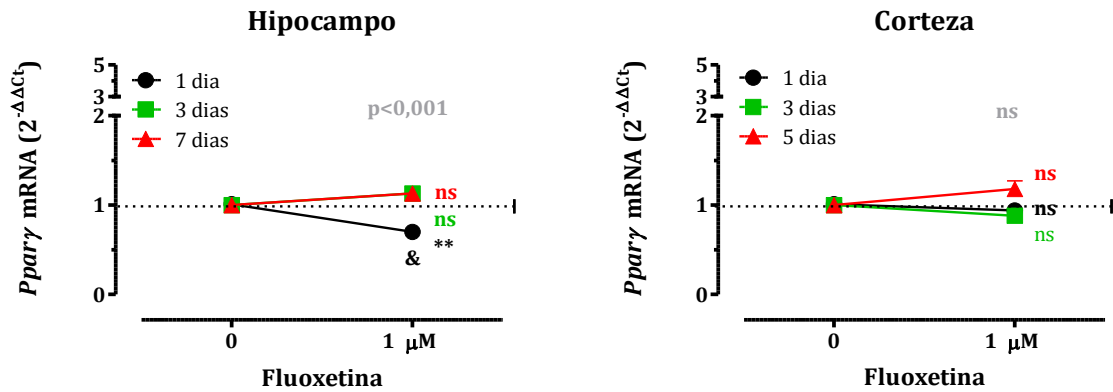 Hipocampo
Pparγ mRNA (2^-ΔΔCt)
5
3
2
1
0
1 dia
3 dias
7 dias
p<0,001
ns
ns
**
&
0
1 μM
Fluoxetina
Corteza
Pparγ mRNA (2^-ΔΔCt)
5
3
2
1
0
1 dia
3 dias
5 dias
ns
ns
ns
ns
0
1 μM
Fluoxetina